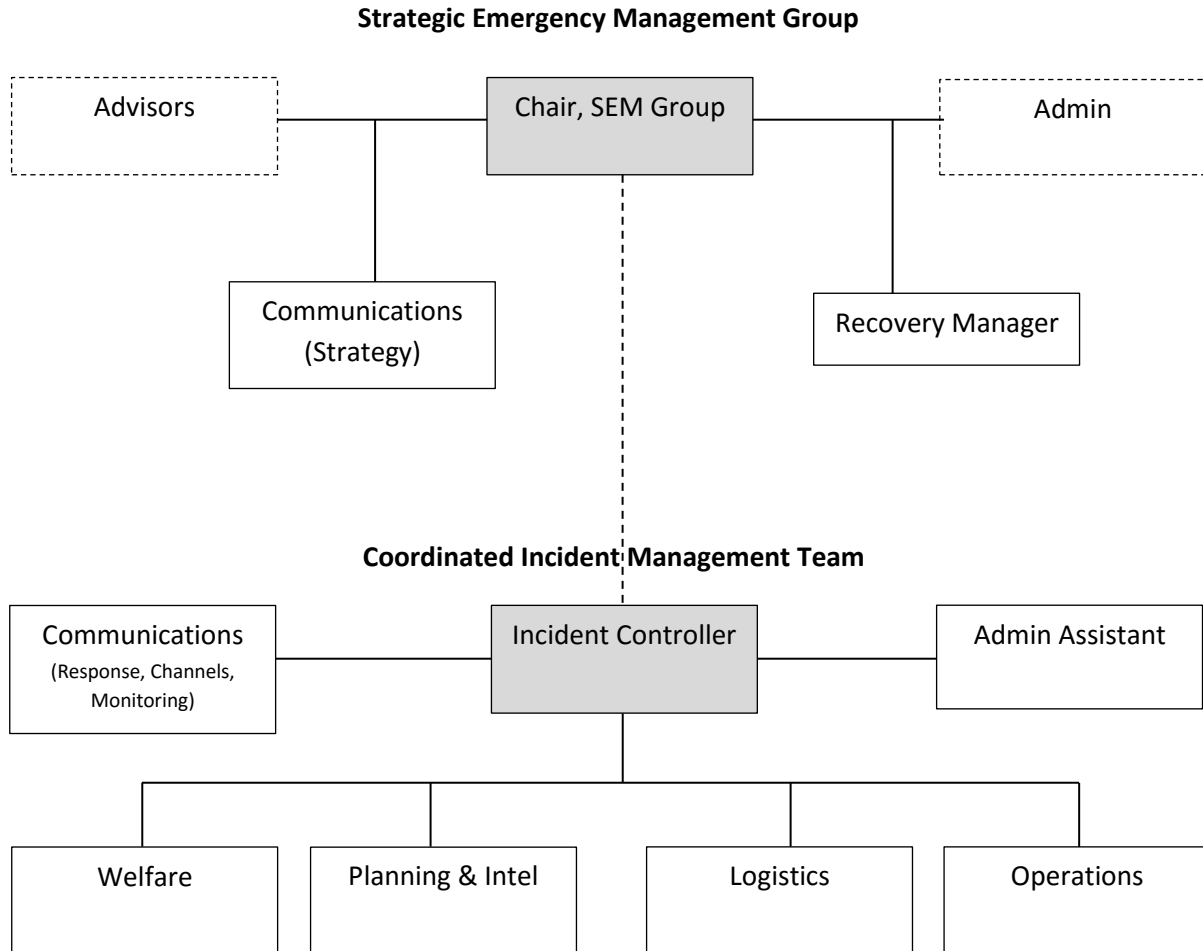 Strategic Emergency Management Group
Advisors
Chair, SEM Group
Admin
Communications
(Strategy)
Recovery Manager
Coordinated Incident Management Team
Communications
(Response, Channels,
Monitoring)
Incident Controller
Admin Assistant
Welfare
Planning & Intel
Logistics
Operations